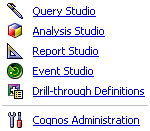 Query Studio
Analysis Studio
Report Studio
Event Studio
Drill-through Definitions
Cognos Administration